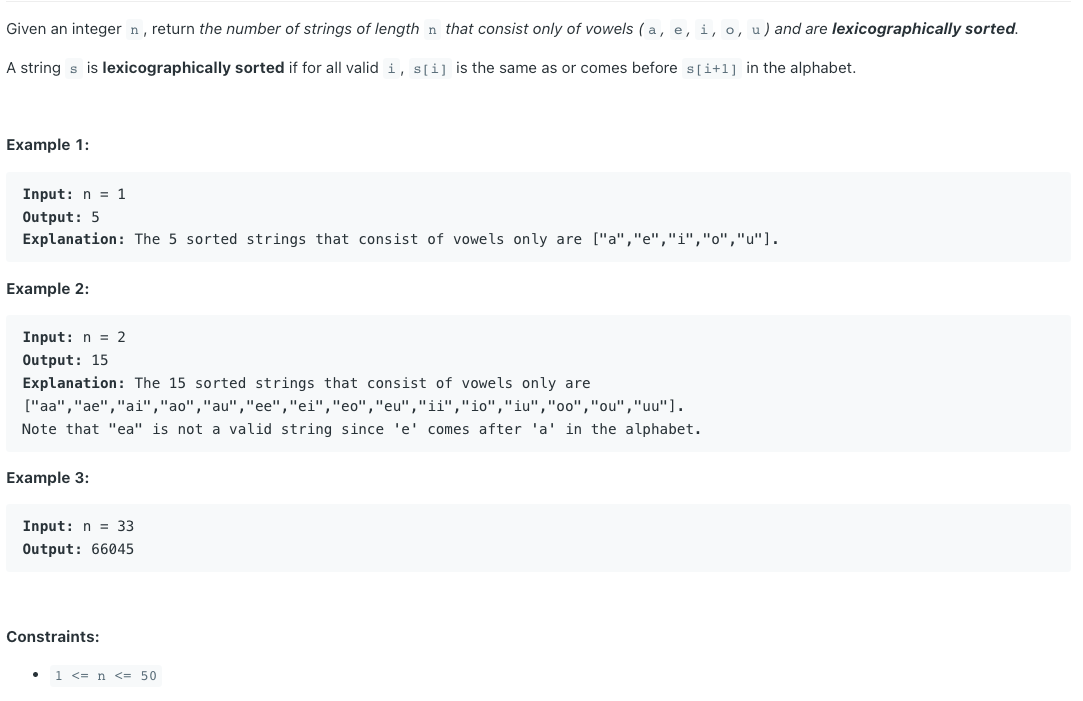 Given an integer n, return the number of strings of length n that consist only of vowels (a, e, i, o, u) and are lexicographically sorted.
A string s is lexicographically sorted if for all valid i, s[i] is the same as or comes before s[i+1] in the alphabet.
Example 1:
Input: n = 1
Output: 5
Explanation: The 5 sorted strings that consist of vowels only are ["a","e","i","o","u"].
Example 2:
Input: n = 2
Output: 15
Explanation: The 15 sorted strings that consist of vowels only are
["aa","ae","ai","ao","au","ee","ei","eo","eu","ii","io","iu","oo","ou","uu"].
Note that "ea" is not a valid string since 'e' comes after 'a' in the alphabet.
Example 3:
Input: n = 33
Output: 66045
Constraints:
• 1 <= n <= 50